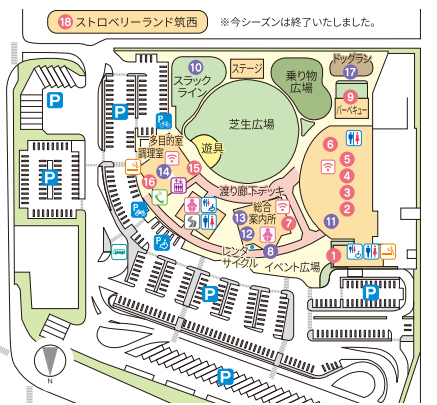 18 ストロベリーランド筑西 ※今シーズンは終了いたしました。
ドッグラン
17
10
スラック
ライン
ステージ
乗り物
広場
9
バーベキュー
P
P
P
P
芝生広場
多目的室
調理室
遊具
6
5
4
3
2
11
14
15
16
渡り廊下デッキ
総合
案内所
13
12
7
8
レンタ
サイクル
イベント広場
1
P
P
P
P
P
N